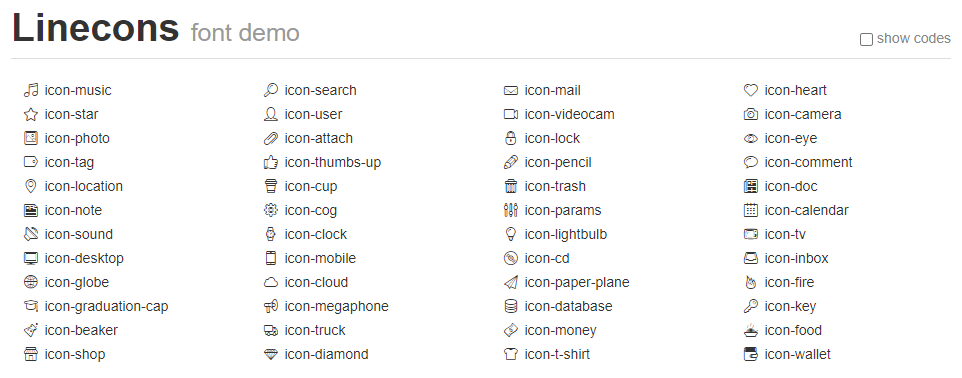 Linecons font demo
show codes
icon-music icon-search icon-mail icon-heart
icon-star icon-user icon-videocam icon-camera
icon-photo icon-attach icon-lock icon-eye
icon-tag icon-thumbs-up icon-pencil icon-comment
icon-location icon-cup icon-trash icon-doc
icon-note icon-cog icon-params icon-calendar
icon-sound icon-clock icon-lightbulb icon-tv
icon-desktop icon-mobile icon-cd icon-inbox
icon-globe icon-cloud icon-paper-plane icon-fire
icon-graduation-cap icon-megaphone icon-database icon-key
icon-beaker icon-truck icon-money icon-food
icon-shop icon-diamond icon-t-shirt icon-wallet